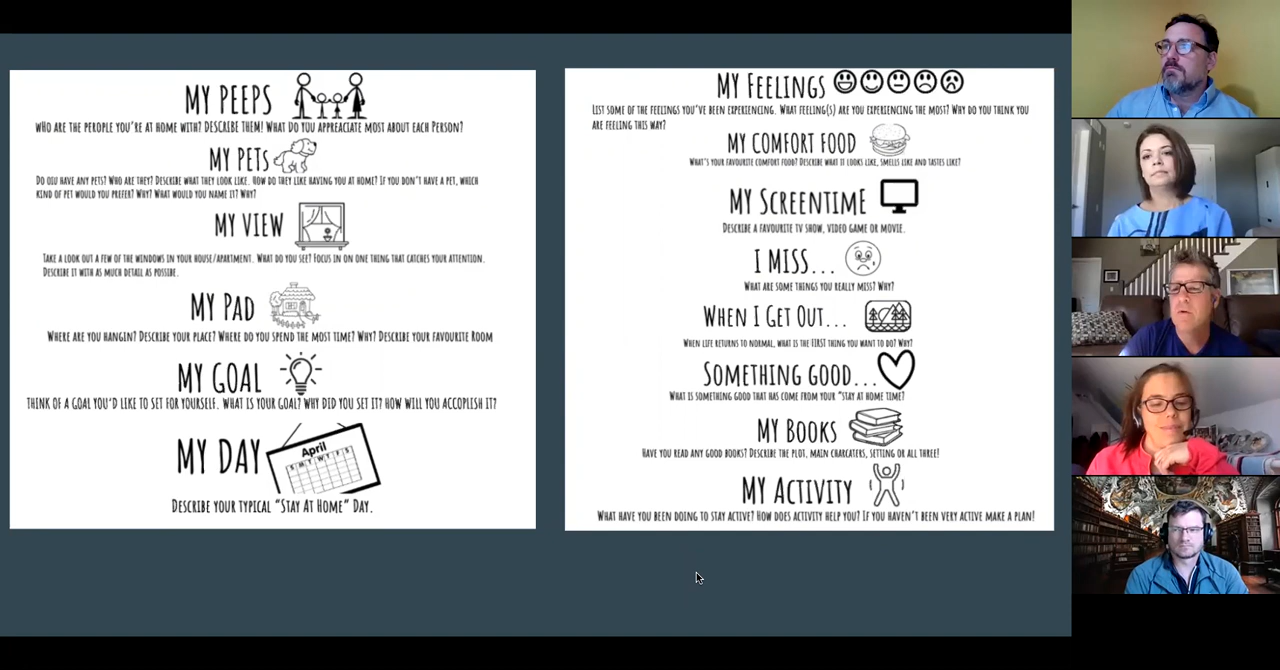 MY PEEPS
WHO ARE THE PEROPLE YOU'RE AT HOME WITH? DESCRIBE THEM! WHAT DO YOU APPRECIATE MOST ABOUT EACH PERSON?
MY PETS
DO OIU HAVE ANY PETS? WHO ARE THEY? DESCRIBE WHAT THEY LOOK LIKE. HOW DO THEY LIKE HAVING YOU AT HOME? IF YOU DON'T HAVE A PET, WHICH
KIND OF PET WOULD YOU PREFER? WHY? WHAT WOULD YOU NAME IT? WHY?
MY VIEW
TAKE A LOOK OUT A FEW OF THE WINDOWS IN YOUR HOUSE/APARTMENT. WHAT DO YOU SEE? FOCUS IN ON ONE THING THAT CATCHES YOUR ATTENTION.
DESCRIBE IT WITH AS MUCH DETAIL AS POSSIBE.
MY PAD
WHERE ARE YOU HANGIN? DESCRIBE YOUR PLACE? WHERE DO YOU SPEND THE MOST TIME? WHY? DESCRIBE YOUR FAVOURITE ROOM
MY GOAL
THINK OF A GOAL YOU'D LIKE TO SET FOR YOURSELF. WHAT IS YOUR GOAL? WHY DID YOU SET IT? HOW WILL YOU ACCOPLISH IT?
MY DAY
April
S M T W T F S
DESCRIBE YOUR TYPICAL "STAY AT HOME" DAY.
MY FEELINGS
LIST SOME OF THE FEELINGS YOU'VE BEEN EXPERIENCING. WHAT FEELING(S) ARE YOU EXPERIENCING THE MOST? WHY DO YOU THINK YOU
ARE FEELING THIS WAY?
MY COMFORT FOOD
WHAT'S YOUR FAVOURITE COMFORT FOOD? DESCRIBE WHAT IT LOOKS LIKE, SMELLS LIKE AND TASTES LIKE?
MY SCREENTIME
DESCRIBE A FAVOURITE TV SHOW, VIDEO GAME OR MOVIE.
I MISS...
WHAT ARE SOME THINGS YOU REALLY MISS? WHY?
WHEN I GET OUT...
WHEN LIFE RETURNS TO NORMAL, WHAT IS THE FIRST THING YOU WANT TO DO? WHY?
SOMETHING GOOD...
WHAT IS SOMETHING GOOD THAT HAS COME FROM YOUR "STAY AT HOME TIME?
MY BOOKS
HAVE YOU READ ANY GOOD BOOKS? DESCRIBE THE PLOT, MAIN CHARCATERS, SETTING OR ALL THREE!
MY ACTIVITY
WHAT HAVE YOU BEEN DOING TO STAY ACTIVE? HOW DOES ACTIVITY HELP YOU? IF YOU HAVEN'T BEEN VERY ACTIVE MAKE A PLAN!